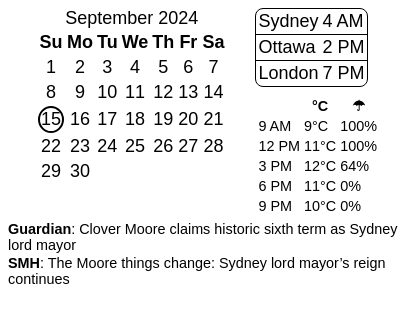 September 2024
Su Mo Tu We Th Fr Sa
1 2 3 4 5 6 7
8 9 10 11 12 13 14
15 16 17 18 19 20 21
22 23 24 25 26 27 28
29 30
Sydney 4 AM
Ottawa 2 PM
London 7 PM
°C ☂
9 AM 9°C 100%
12 PM 11°C 100%
3 PM 12°C 64%
6 PM 11°C 0%
9 PM 10°C 0%
Guardian: Clover Moore claims historic sixth term as Sydney
lord mayor
SMH: The Moore things change: Sydney lord mayor’s reign
continues